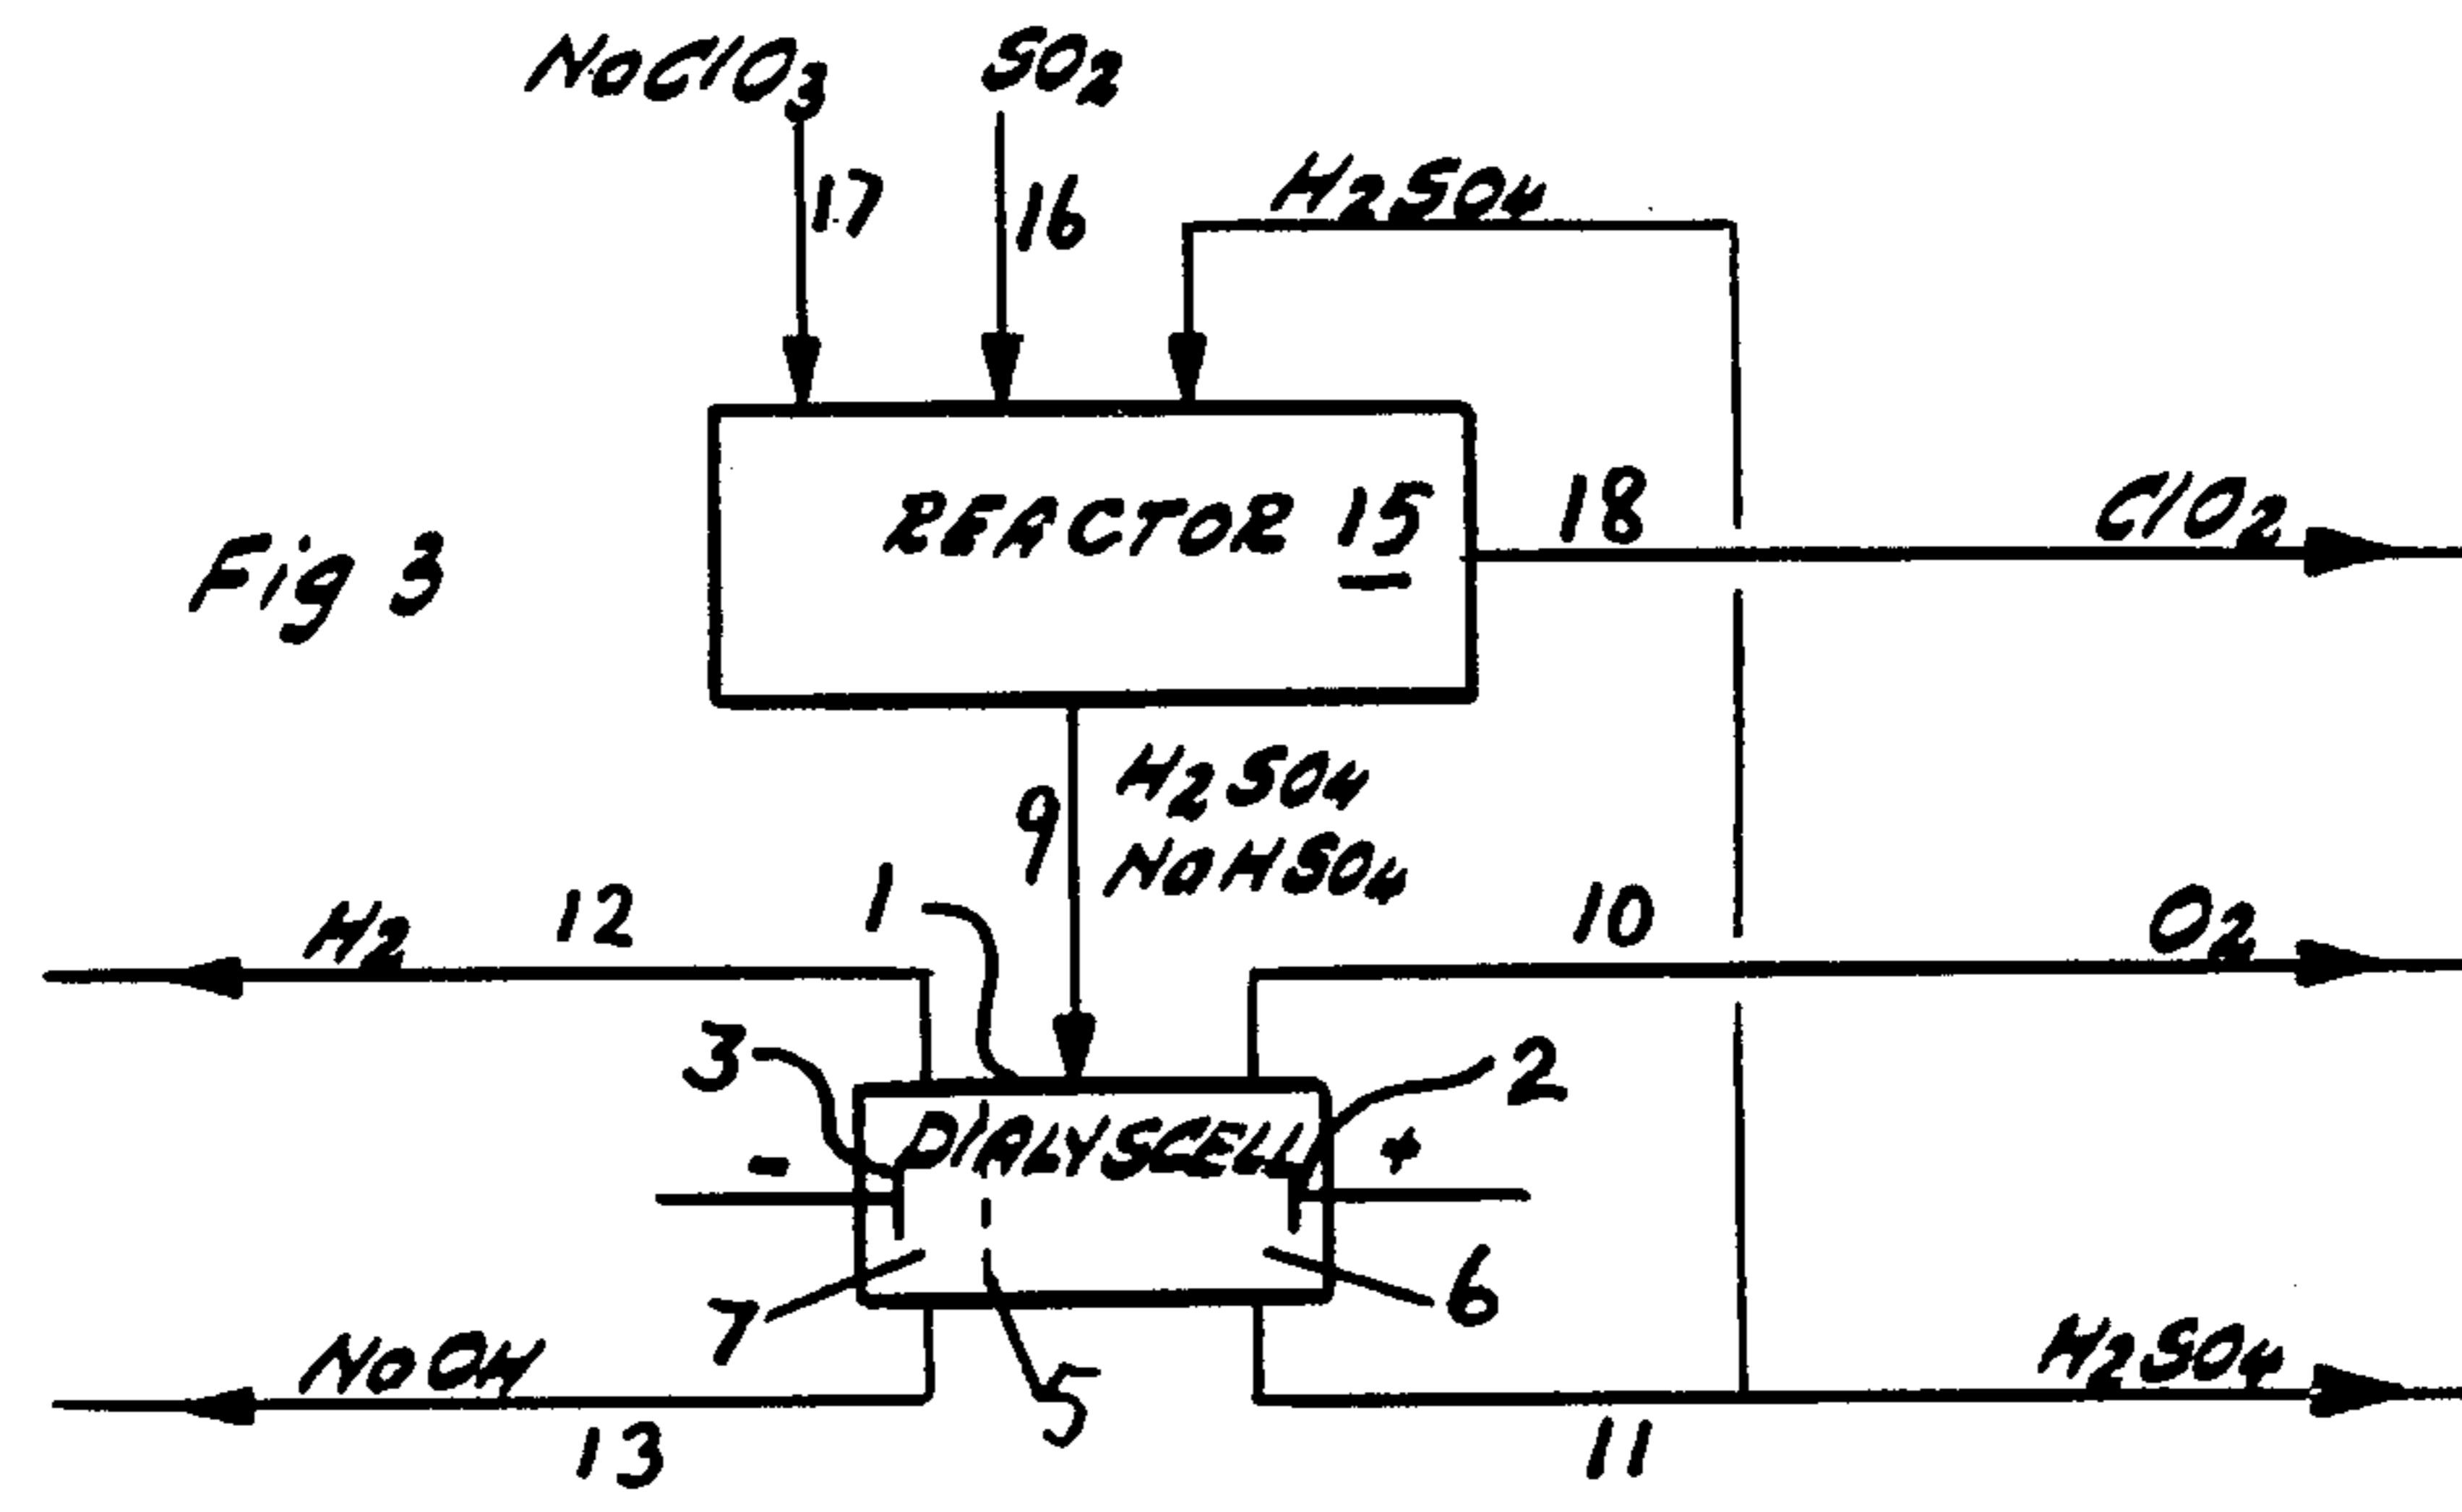 NaClO3
SO2
17
16
H2SO4
REACTOR 15
18
ClO2
Fig 3
9
H2SO4
NaHSO4
1
H2
12
10
O2
3
2
DIALYSCELL
-
+
7
6
NaOH
5
H2SO4
13
11